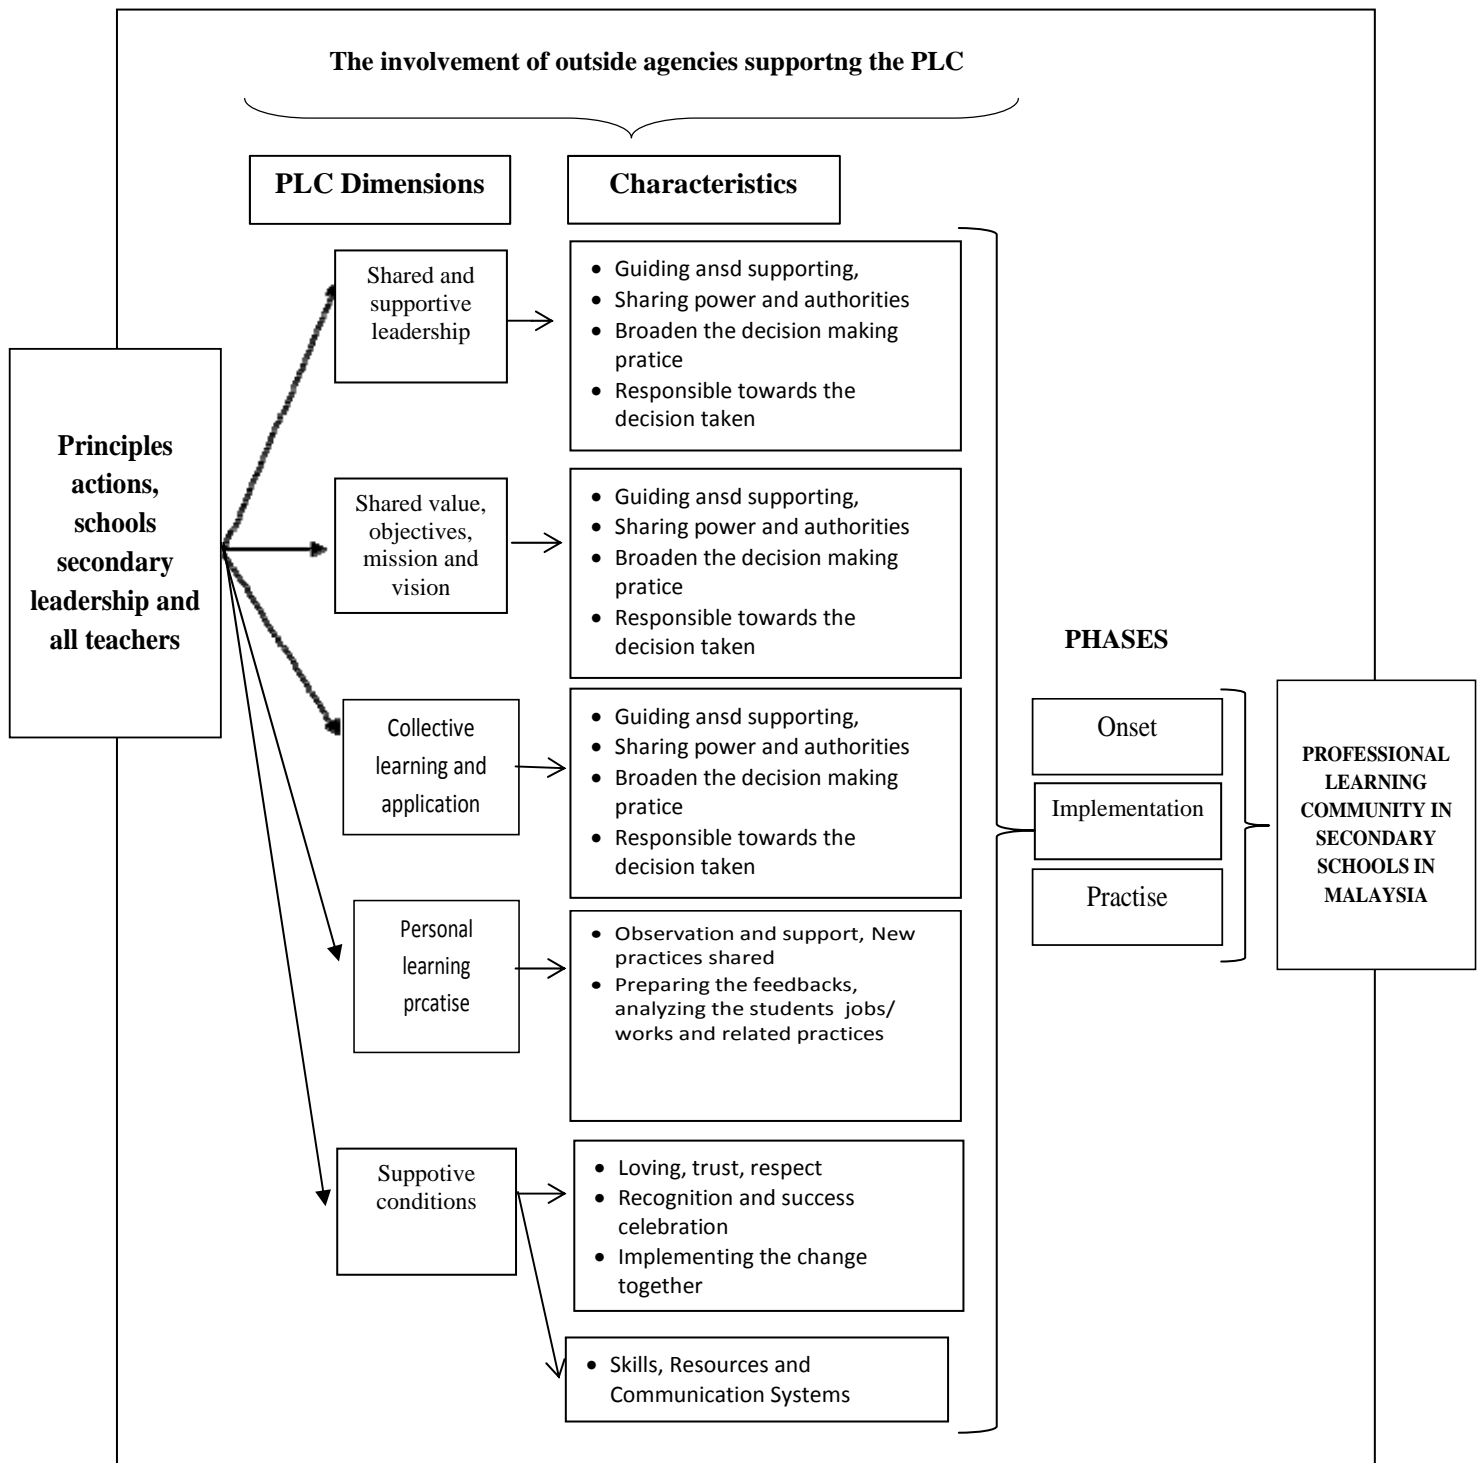 The involvement of outside agencies supportng the PLC
PLC Dimensions
Characteristics
Principles
actions,
schools
secondary
leadership and
all teachers
Shared and
supportive
leadership
• Guiding ansd supporting,
• Sharing power and authorities
• Broaden the decision making
pratice
• Responsible towards the
decision taken
Shared value,
objectives,
mission and
vision
• Guiding ansd supporting,
• Sharing power and authorities
• Broaden the decision making
pratice
• Responsible towards the
decision taken
Collective
learning and
application
• Guiding ansd supporting,
• Sharing power and authorities
• Broaden the decision making
pratice
• Responsible towards the
decision taken
Personal
learning
prcatise
• Observation and support, New
practices shared
• Preparing the feedbacks,
analyzing the students jobs/
works and related practices
Suppotive
conditions
• Loving, trust, respect
• Recognition and success
celebration
• Implementing the change
together
• Skills, Resources and
Communication Systems
PHASES
Onset
Implementation
Practise
PROFESSIONAL
LEARNING
COMMUNITY IN
SECONDARY
SCHOOLS IN
MALAYSIA